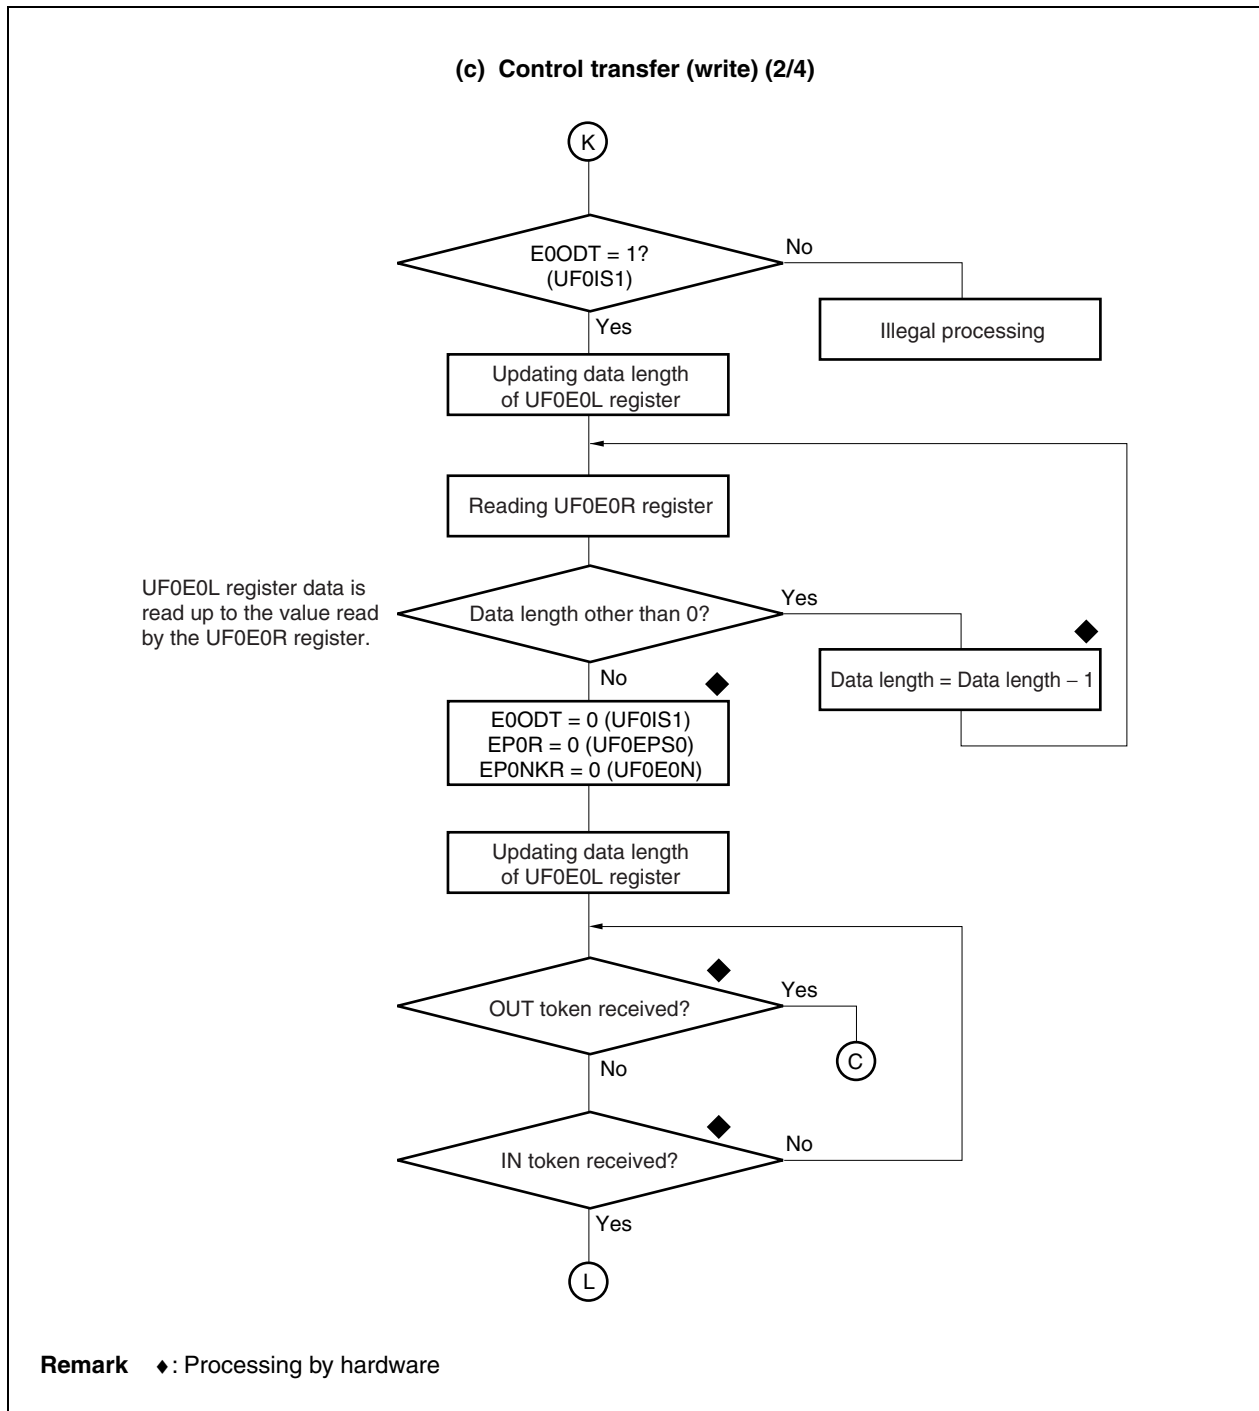 (c) Control transfer (write) (2/4)
K
E0ODT = 1?
(UF0IS1)
No
Illegal processing
Yes
Updating data length
of UF0E0L register
Reading UF0E0R register
UF0E0L register data is
read up to the value read
by the UF0E0R register.
Data length other than 0?
Yes
Data length = Data length − 1
No
E0ODT = 0 (UF0IS1)
EP0R = 0 (UF0EPS0)
EP0NKR = 0 (UF0E0N)
Updating data length
of UF0E0L register
OUT token received?
Yes
C
No
IN token received?
No
Yes
L
Remark ♦: Processing by hardware